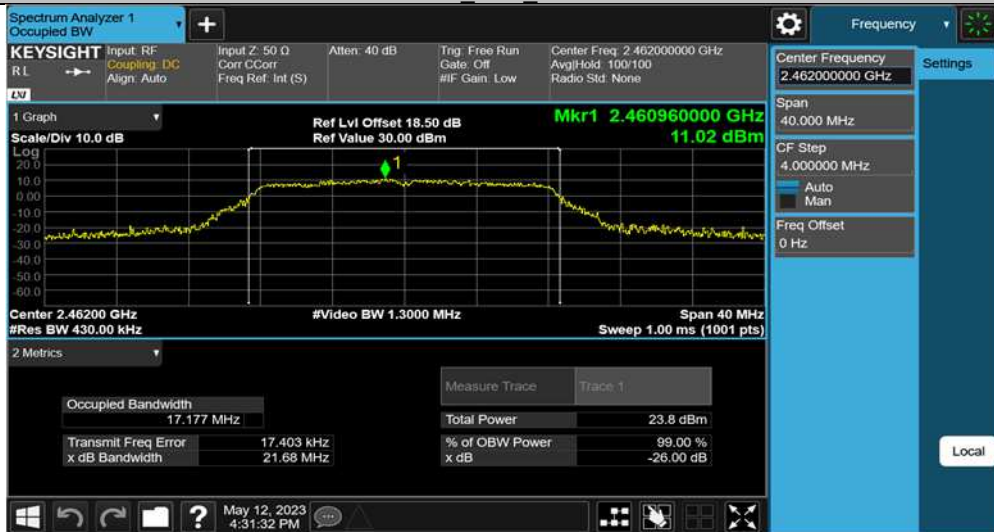 Spectrum Analyzer 1
Occupied BW
+
Frequency
KEYSIGHT
RL
LXI
Input: RF
Coupling: DC
Align: Auto
Input Z: 50 Ω
Corr CCorr
Freq Ref: Int (S)
Atten: 40 dB
Trig: Free Run
Gate: Off
#IF Gain: Low
Center Freq: 2.462000000 GHz
Avg|Hold: 100/100
Radio Std: None
Center Frequency
2.462000000 GHz
Settings
Span
40.000 MHz
CF Step
4.000000 MHz
Auto
Man
Freq Offset
0 Hz
Local
1 Graph
Scale/Div 10.0 dB
Ref Lvl Offset 18.50 dB
Ref Value 30.00 dBm
Mkr1 2.460960000 GHz
11.02 dBm
Log
20.0
10.0
0.00
-10.0
-20.0
-30.0
-40.0
-50.0
-60.0
1
Center 2.46200 GHz
#Res BW 430.00 kHz
#Video BW 1.3000 MHz
Span 40 MHz
Sweep 1.00 ms (1001 pts)
2 Metrics
Measure Trace Trace 1
Occupied Bandwidth
17.177 MHz
Total Power 23.8 dBm
Transmit Freq Error 17.403 kHz
% of OBW Power 99.00 %
x dB Bandwidth 21.68 MHz
x dB -26.00 dB
?
May 12, 2023
4:31:32 PM